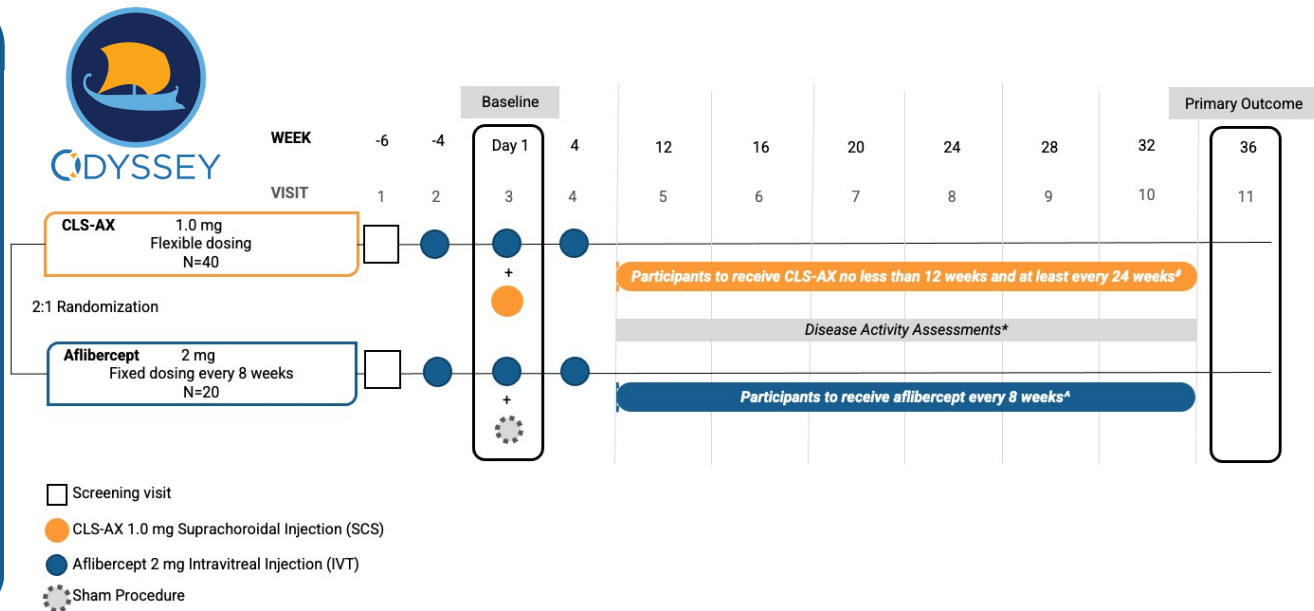 ODYSSEY
Baseline
Primary Outcome
WEEK -6 -4 Day 1 4 12 16 20 24 28 32 36
VISIT 1 2 3 4 5 6 7 8 9 10 11
CLS-AX 1.0 mg
Flexible dosing
N=40
+
Participants to receive CLS-AX no less than 12 weeks and at least every 24 weeks#
2:1 Randomization
Disease Activity Assessments*
Aflibercept 2 mg
Fixed dosing every 8 weeks
N=20
+
Participants to receive aflibercept every 8 weeks^
Screening visit
CLS-AX 1.0 mg Suprachoroidal Injection (SCS)
Aflibercept 2 mg Intravitreal Injection (IVT)
Sham Procedure